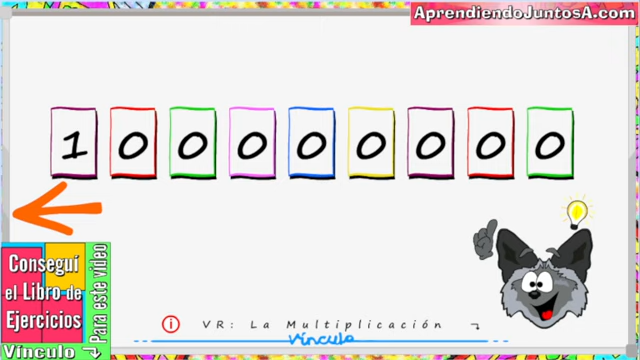 AprendiendoJuntosA.com
1 0 0 0 0 0 0 0 0
Conseguí
el Libro de
Ejercicios
Vínculo
Para este vídeo
VR: La Multiplicación
Vínculo